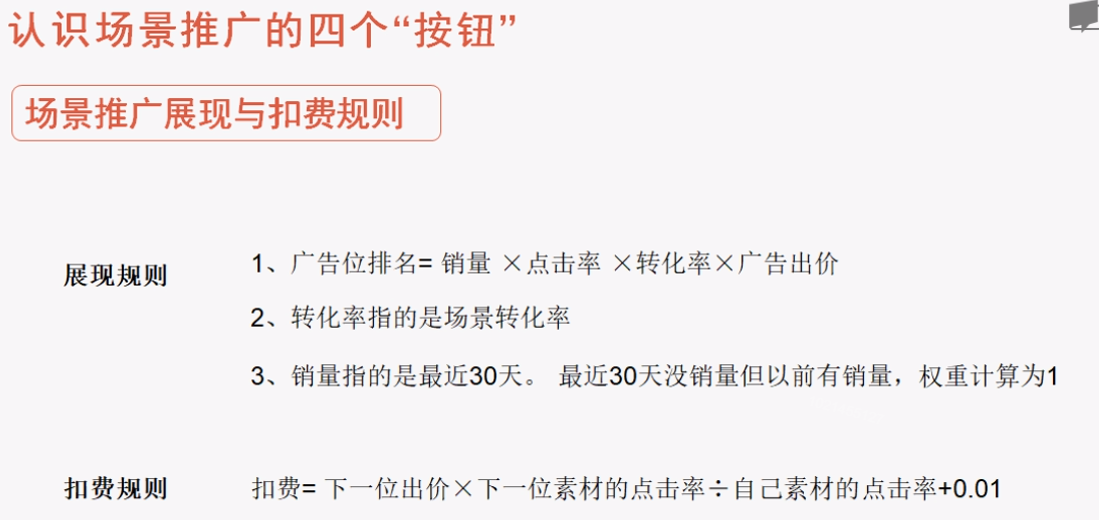 认识场景推广的四个“按钮”
场景推广展现与扣费规则
展现规则
1、广告位排名= 销量 ×点击率 ×转化率×广告出价
2、转化率指的是场景转化率
3、销量指的是最近30天。 最近30天没销量但以前有销量，权重计算为1
扣费规则
扣费= 下一位出价×下一位素材的点击率÷自己素材的点击率+0.01